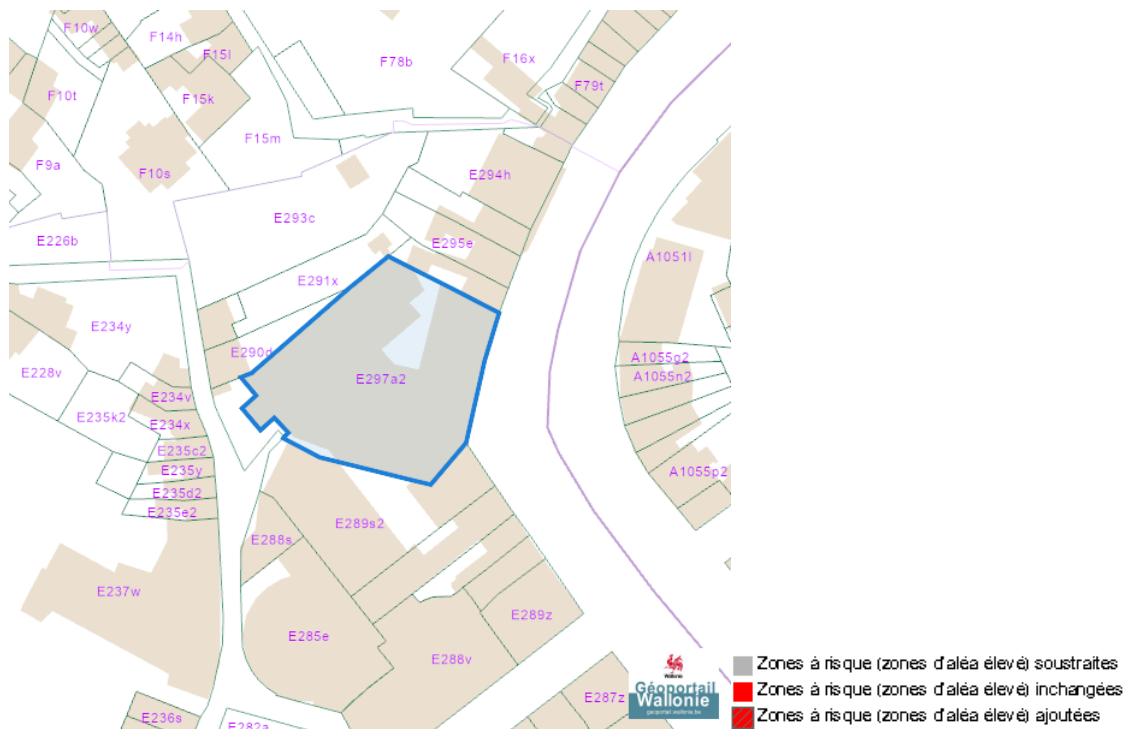 F10w
F14h
F15l
F78b
F16x
F79t
F10t
F15k
F15m
F9a
F10s
E294h
E293c
E226b
E295e
A1051l
E291x
E234y
E290d
A1055q2
E228v
E297a2
A1055n2
E234v
E235k2
E234x
E235c2
E235y
A1055p2
E235d2
E235e2
E289s2
E288s
E237w
E289z
E285e
E288v
E287z
E236s
E282a
Wallonie
Géoportail
Wallonie
geoportail.wallonie.be
Zones à risque (zones d'aléa élevé) soustraites
Zones à risque (zones d'aléa élevé) inchangées
Zones à risque (zones d'aléa élevé) ajoutées